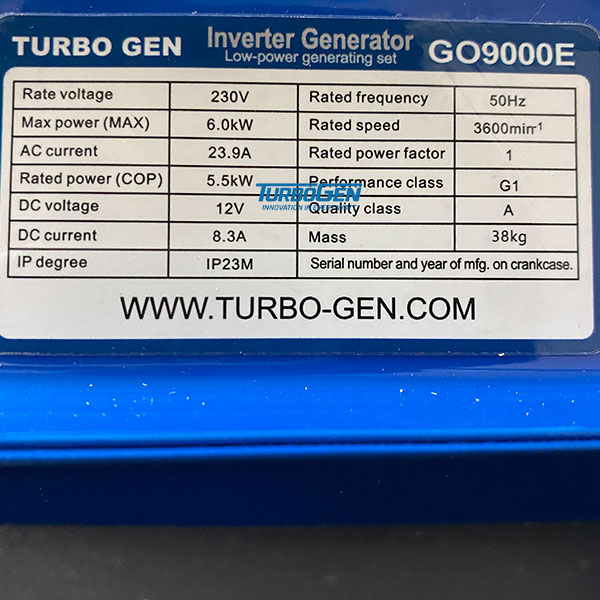 TURBO GEN Inverter Generator GO9000E
Low-power generating set
Rate voltage 230V Rated frequency 50Hz
Max power (MAX) 6.0kW Rated speed 3600min-1
AC current 23.9A Rated power factor 1
Rated power (COP) 5.5kW Performance class G1
TURBOGEN
DC voltage 12V Quality class A
DC current 8.3A Mass 38kg
IP degree IP23M Serial number and year of mfg. on crankcase.
WWW.TURBO-GEN.COM